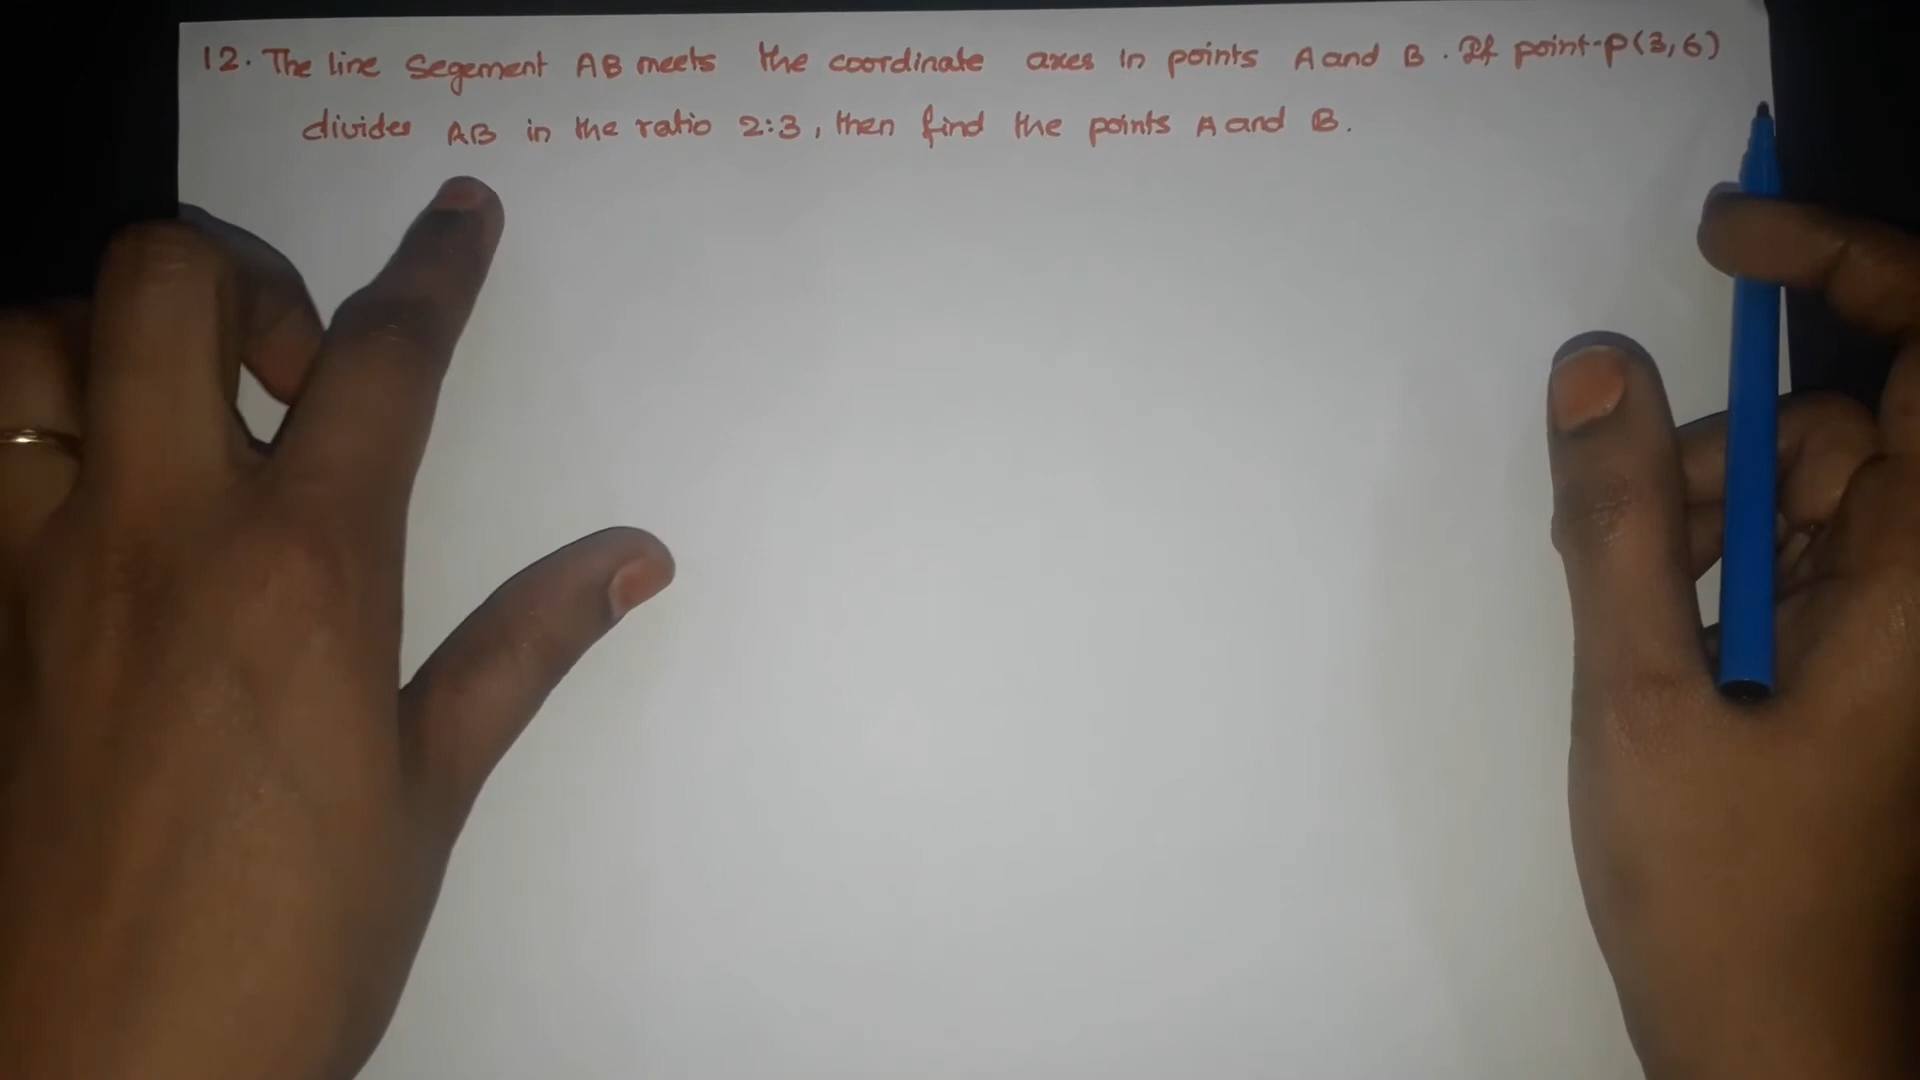 12. The line Segement AB meets the coordinate axes in points A and B. If point-P(3,6)
divides AB in the ratio 2:3, then find the points A and B.